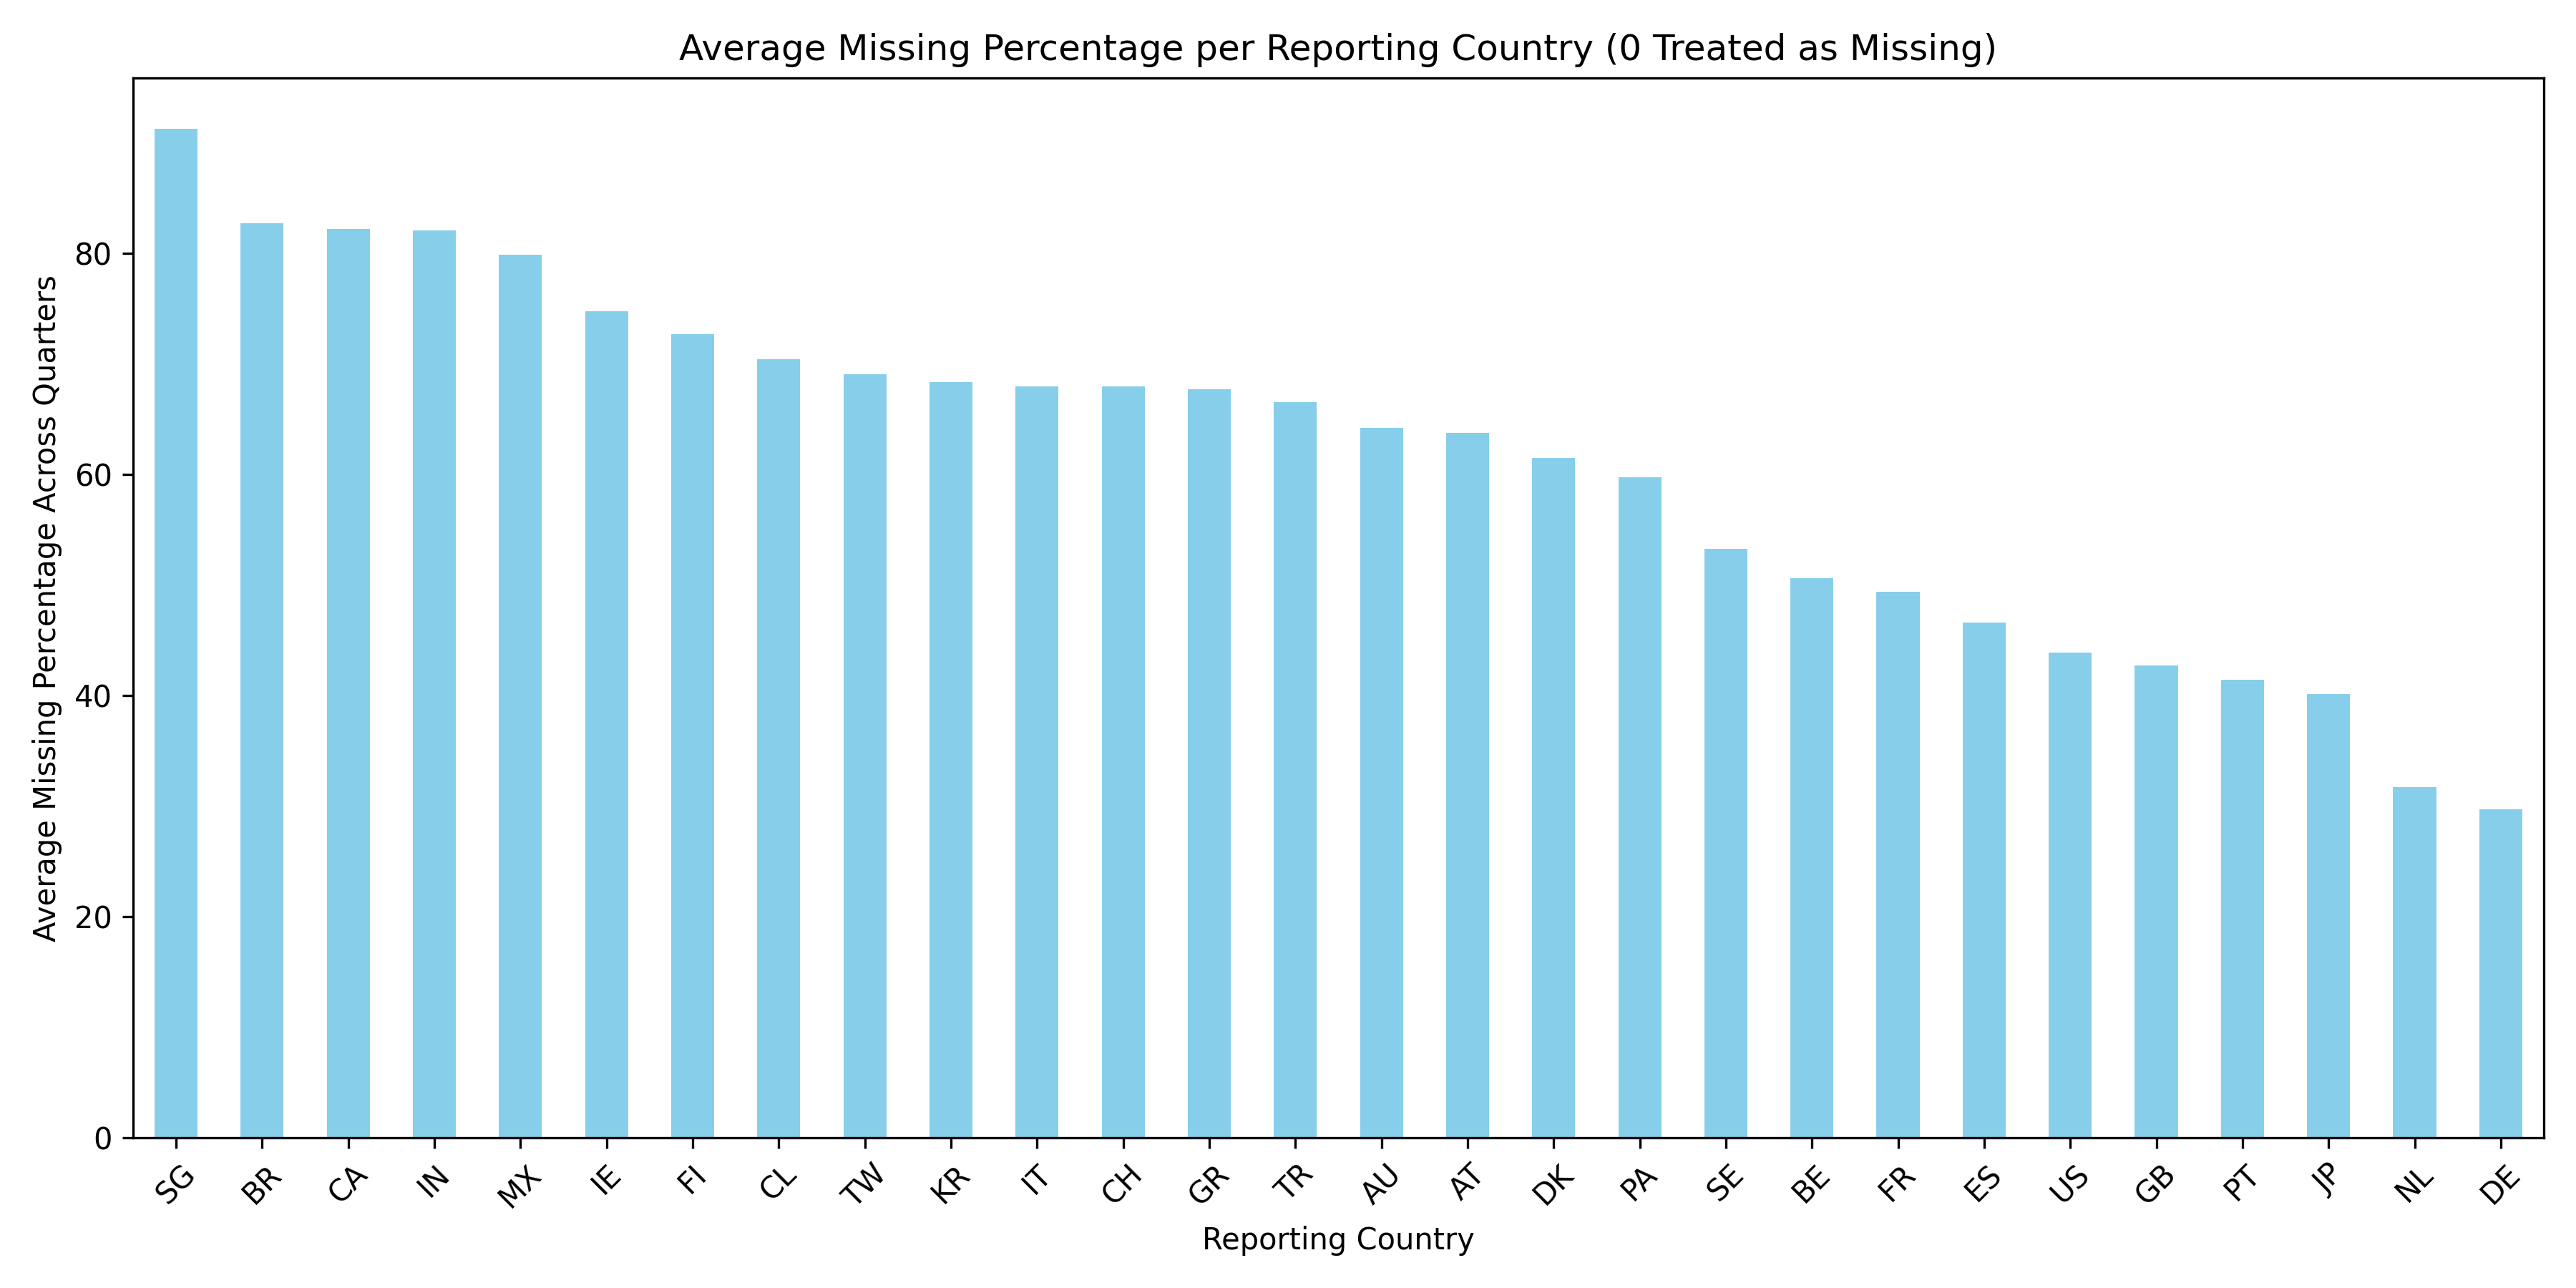 Average Missing Percentage per Reporting Country (0 Treated as Missing)
Average Missing Percentage Across Quarters
80
60
40
20
0
SG BR CA IN MX IE FI CL TW KR IT CH GR TR AU AT DK PA SE BE FR ES US GB PT JP NL DE
Reporting Country